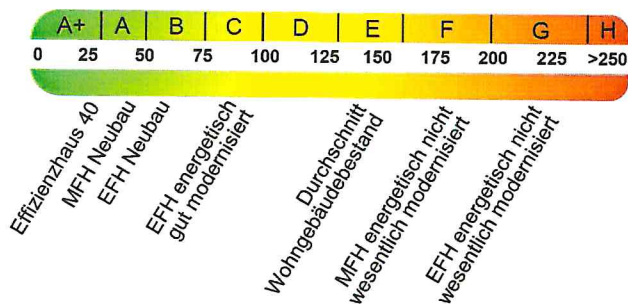 A+ A B C D E F G H
0 25 50 75 100 125 150 175 200 225 >250
Effizienzhaus 40
MFH Neubau
EFH Neubau
EFH energetisch
gut modernisiert
Durchschnitt
Wohngebäudebestand
MFH energetisch nicht
wesentlich modernisiert
EFH energetisch nicht
wesentlich modernisiert